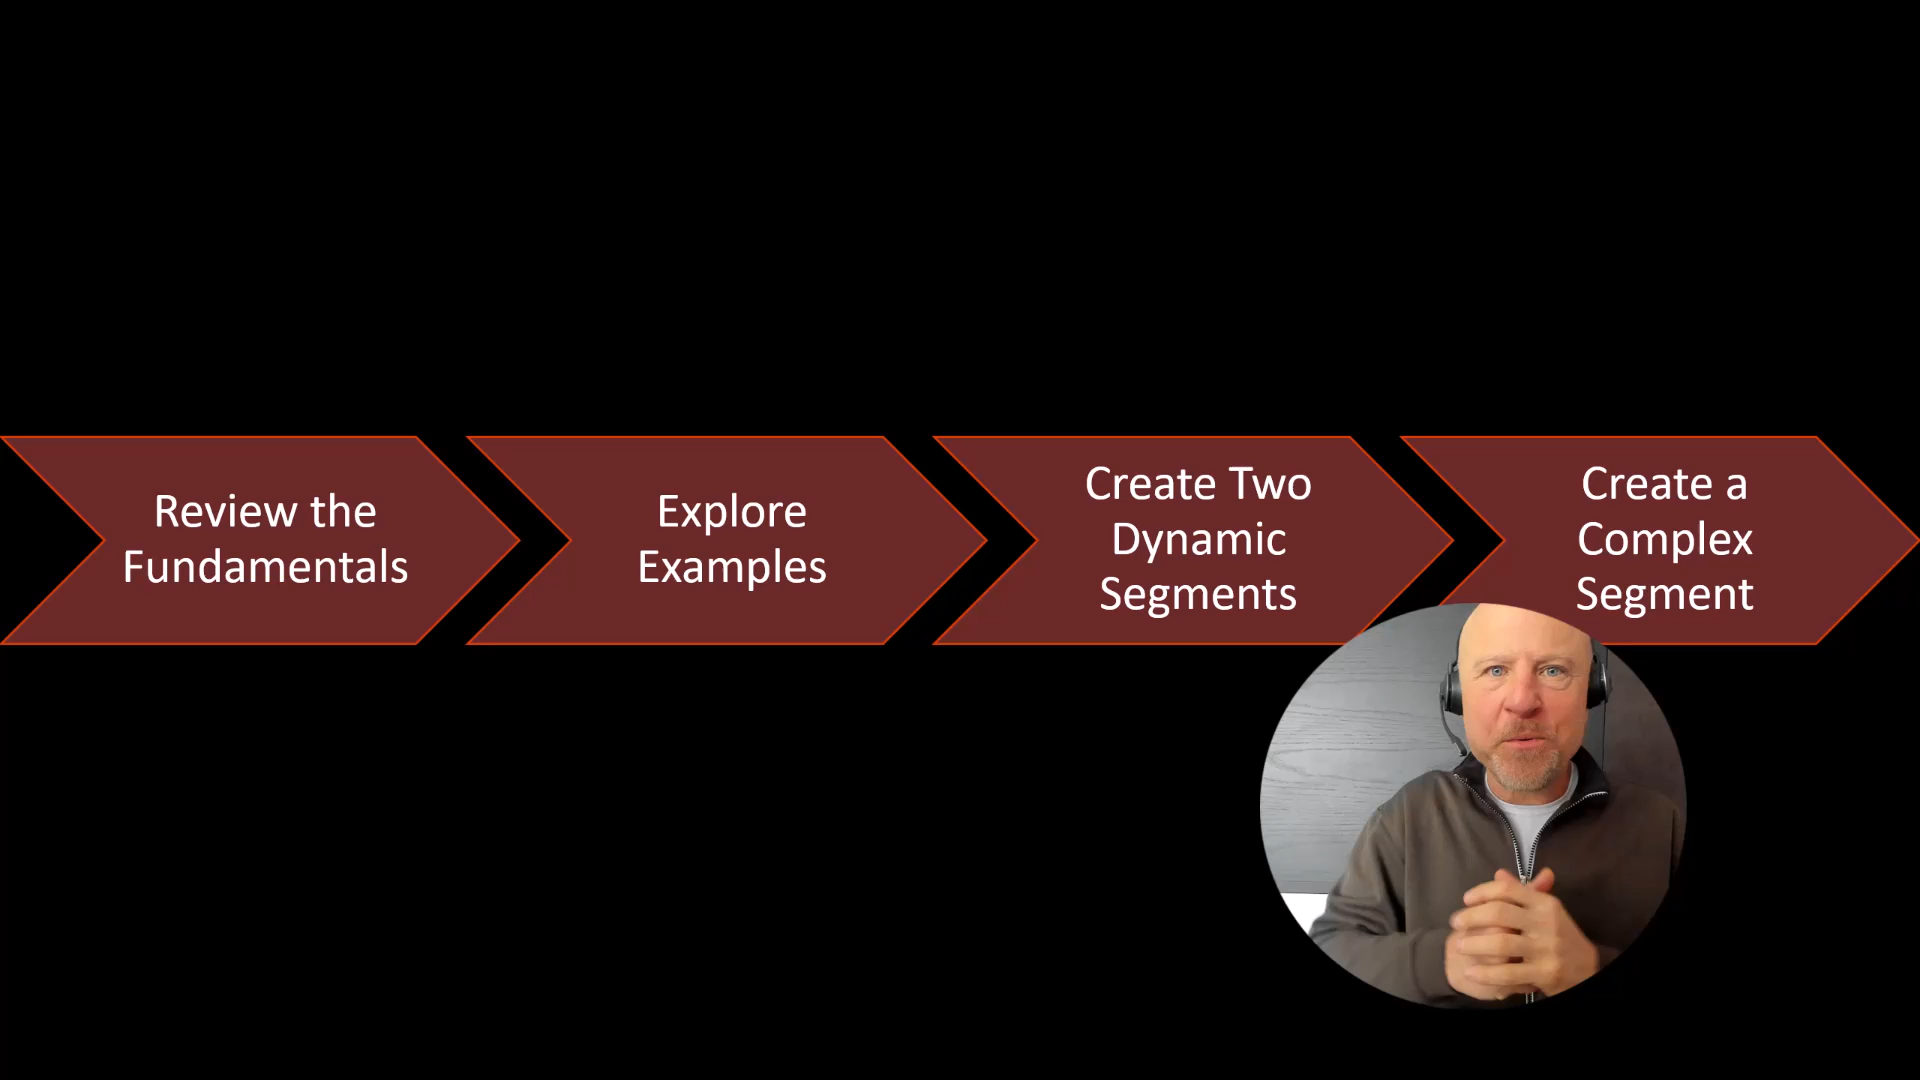 Review the
Fundamentals
Explore
Examples
Create Two
Dynamic
Segments
Create a
Complex
Segment